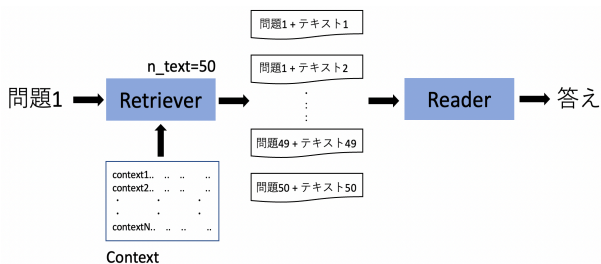 n_text=50
問題1
Retriever
問題1 + テキスト1
問題1 + テキスト2
問題49 + テキスト49
問題50 + テキスト50
Reader
答え
context1.. .. .. ..
context2.. .. .. ..
. . .
. . .
contextN.. .. .. ..
Context